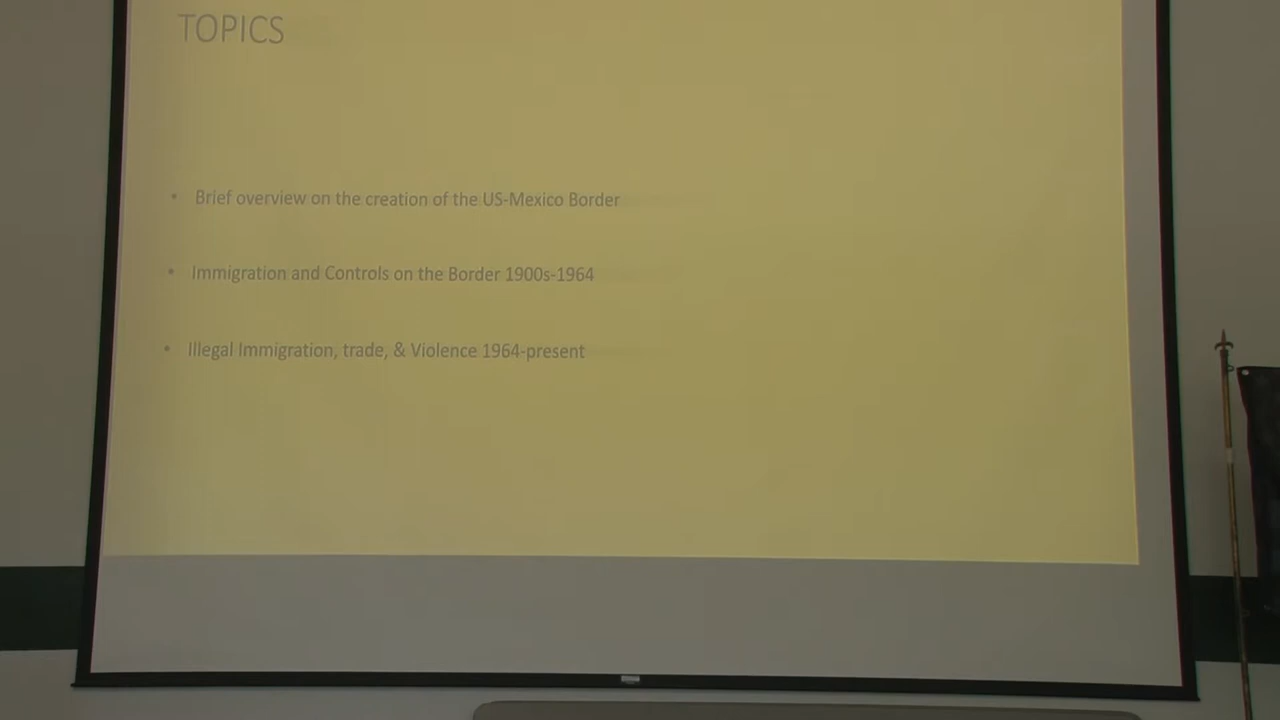 TOPICS
• Brief overview on the creation of the US-Mexico Border
• Immigration and Controls on the Border 1900s-1964
• Illegal Immigration, trade, & Violence 1964-present